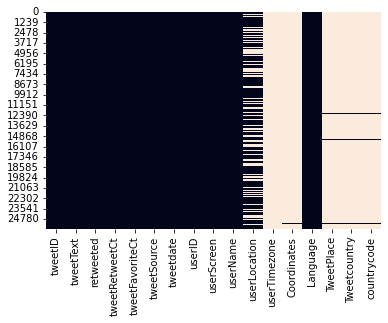 0
1239
2478
3717
4956
6195
7434
8673
9912
11151
12390
13629
14868
16107
17346
18585
19824
21063
22302
23541
24780
tweetID
tweetText
retweeted
tweetRetweetCt
tweetFavoriteCt
tweetSource
tweetdate
userID
userScreen
userName
userLocation
userTimezone
Coordinates
Language
TweetPlace
Tweetcountry
countrycode